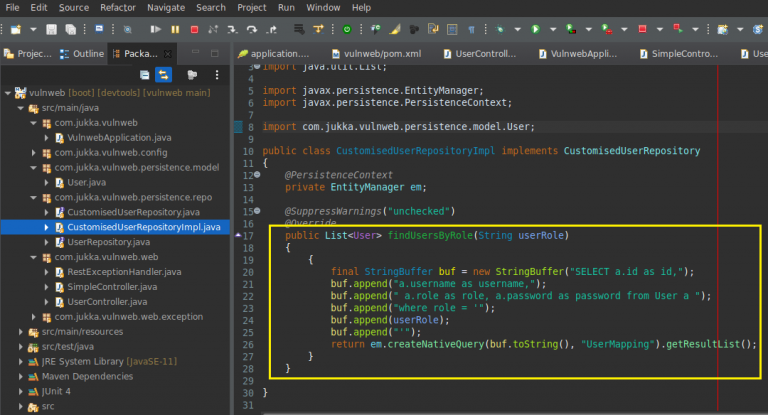 File Edit Source Refactor Navigate Search Project Run Window Help
Projec... Outline Packa...
application.... vulnweb/pom.xml UserControll... VulnwebAppli... SimpleContro... Use
vulnweb [boot] [devtools] [vulnweb main]
src/main/java
com.jukka.vulnweb
VulnwebApplication.java
com.jukka.vulnweb.config
com.jukka.vulnweb.persistence.model
User.java
com.jukka.vulnweb.persistence.repo
CustomisedUserRepository.java
CustomisedUserRepositoryImpl.java
UserRepository.java
com.jukka.vulnweb.web
RestExceptionHandler.java
SimpleController.java
UserController.java
com.jukka.vulnweb.web.exception
src/main/resources
src/test/java
JRE System Library [JavaSE-11]
Maven Dependencies
JUnit 4
src
3 import java.util.List;
4
5 import javax.persistence.EntityManager;
6 import javax.persistence.PersistenceContext;
7
8 import com.jukka.vulnweb.persistence.model.User;
9
10 public class CustomisedUserRepositoryImpl implements CustomisedUserRepository
11 {
12 @PersistenceContext
13 private EntityManager em;
14
15 @SuppressWarnings("unchecked")
16 @Override
17 public List<User> findUsersByRole(String userRole)
18 {
19 {
20 final StringBuffer buf = new StringBuffer("SELECT a.id as id,");
21 buf.append("a.username as username,");
22 buf.append(" a.role as role, a.password as password from User a ");
23 buf.append("where role = '");
24 buf.append(userRole);
25 buf.append("'");
26 return em.createNativeQuery(buf.toString(), "UserMapping").getResultList();
27 }
28 }
29
30 }
31